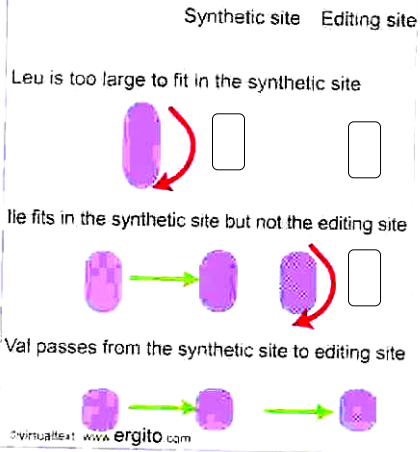 Synthetic site Editing site
Leu is too large to fit in the synthetic site
Ile fits in the synthetic site but not the editing site
Val passes from the synthetic site to editing site
©virtualtext www.ergito.com